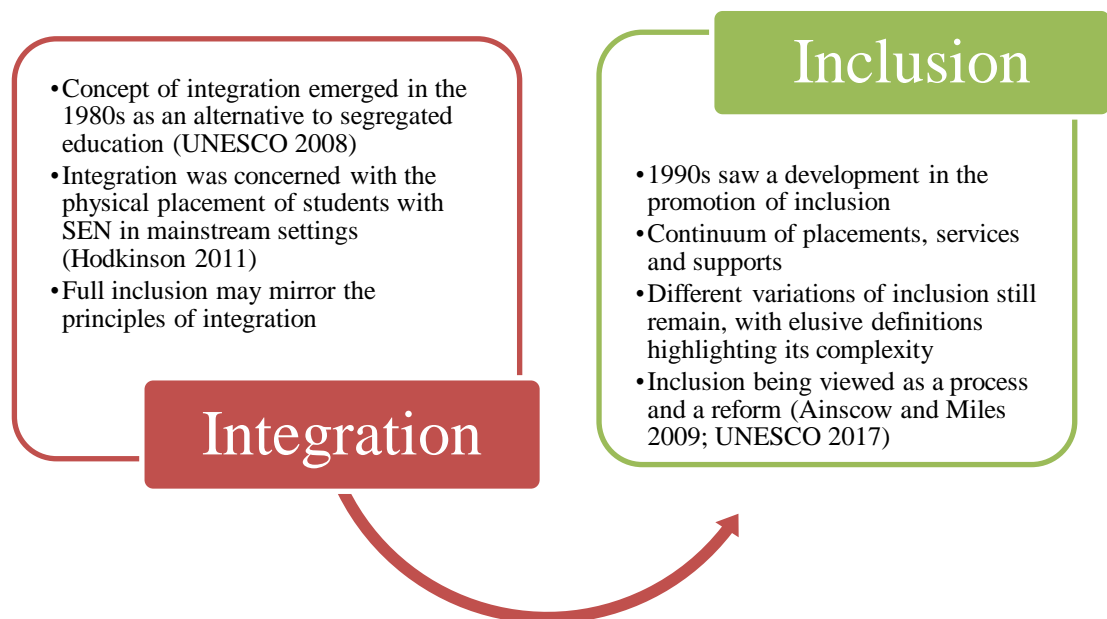 •Concept of integration emerged in the
1980s as an alternative to segregated
education (UNESCO 2008)
•Integration was concerned with the
physical placement of students with
SEN in mainstream settings
(Hodkinson 2011)
•Full inclusion may mirror the
principles of integration
Integration
Inclusion
•1990s saw a development in the
promotion of inclusion
•Continuum of placements, services
and supports
•Different variations of inclusion still
remain, with elusive definitions
highlighting its complexity
•Inclusion being viewed as a process
and a reform (Ainscow and Miles
2009; UNESCO 2017)